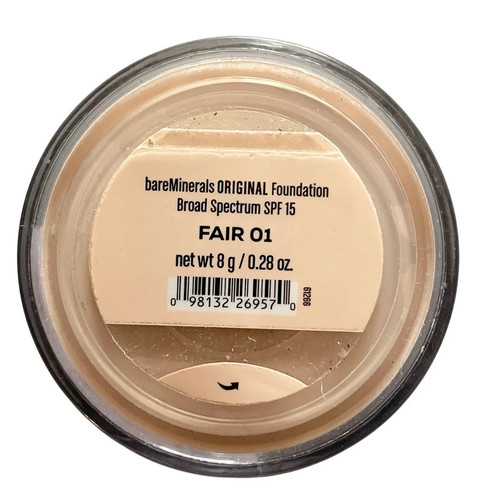 bareMinerals ORIGINAL Foundation
Broad Spectrum SPF 15
FAIR 01
net wt 8 g / 0.28 oz.
0 98132 26957 0
99209